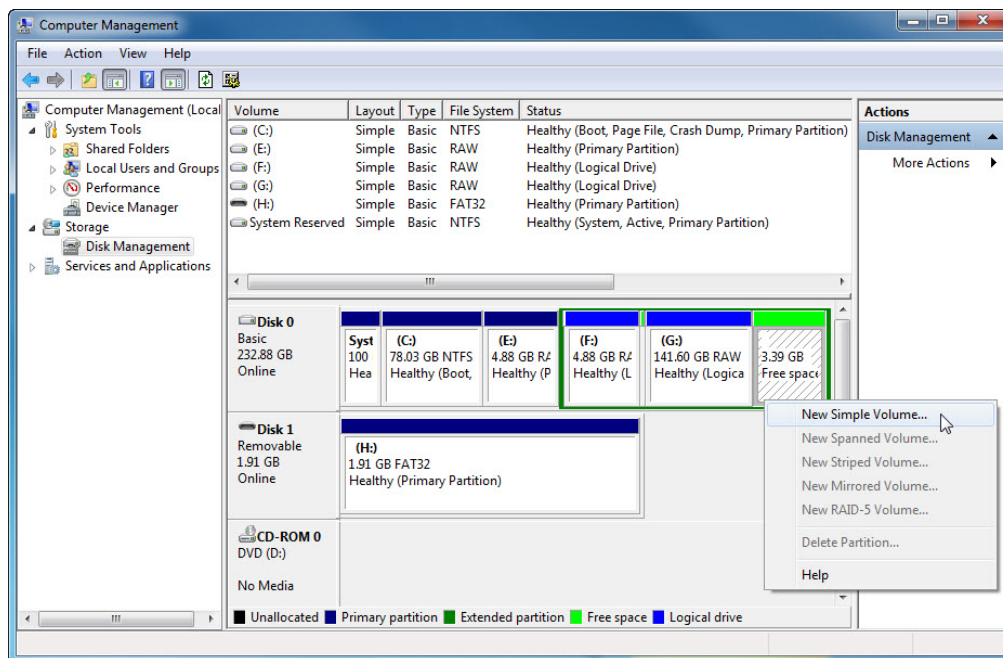 Computer Management
File Action View Help
Computer Management (Local
System Tools
Shared Folders
Local Users and Groups
Performance
Device Manager
Storage
Disk Management
Services and Applications
Volume Layout Type File System Status
(C:) Simple Basic NTFS Healthy (Boot, Page File, Crash Dump, Primary Partition)
(E:) Simple Basic RAW Healthy (Primary Partition)
(F:) Simple Basic RAW Healthy (Logical Drive)
(G:) Simple Basic RAW Healthy (Logical Drive)
(H:) Simple Basic FAT32 Healthy (Primary Partition)
System Reserved Simple Basic NTFS Healthy (System, Active, Primary Partition)
Disk 0
Basic
232.88 GB
Online
Syst
100
Hea
(C:)
78.03 GB NTFS
Healthy (Boot,
(E:)
4.88 GB RA
Healthy (P
(F:)
4.88 GB RA
Healthy (L
(G:)
141.60 GB RAW
Healthy (Logica
3.39 GB
Free space
Disk 1
Removable
1.91 GB
Online
(H:)
1.91 GB FAT32
Healthy (Primary Partition)
CD-ROM 0
DVD (D:)
No Media
Unallocated Primary partition Extended partition Free space Logical drive
Actions
Disk Management
More Actions
New Simple Volume...
New Spanned Volume...
New Striped Volume...
New Mirrored Volume...
New RAID-5 Volume...
Delete Partition...
Help